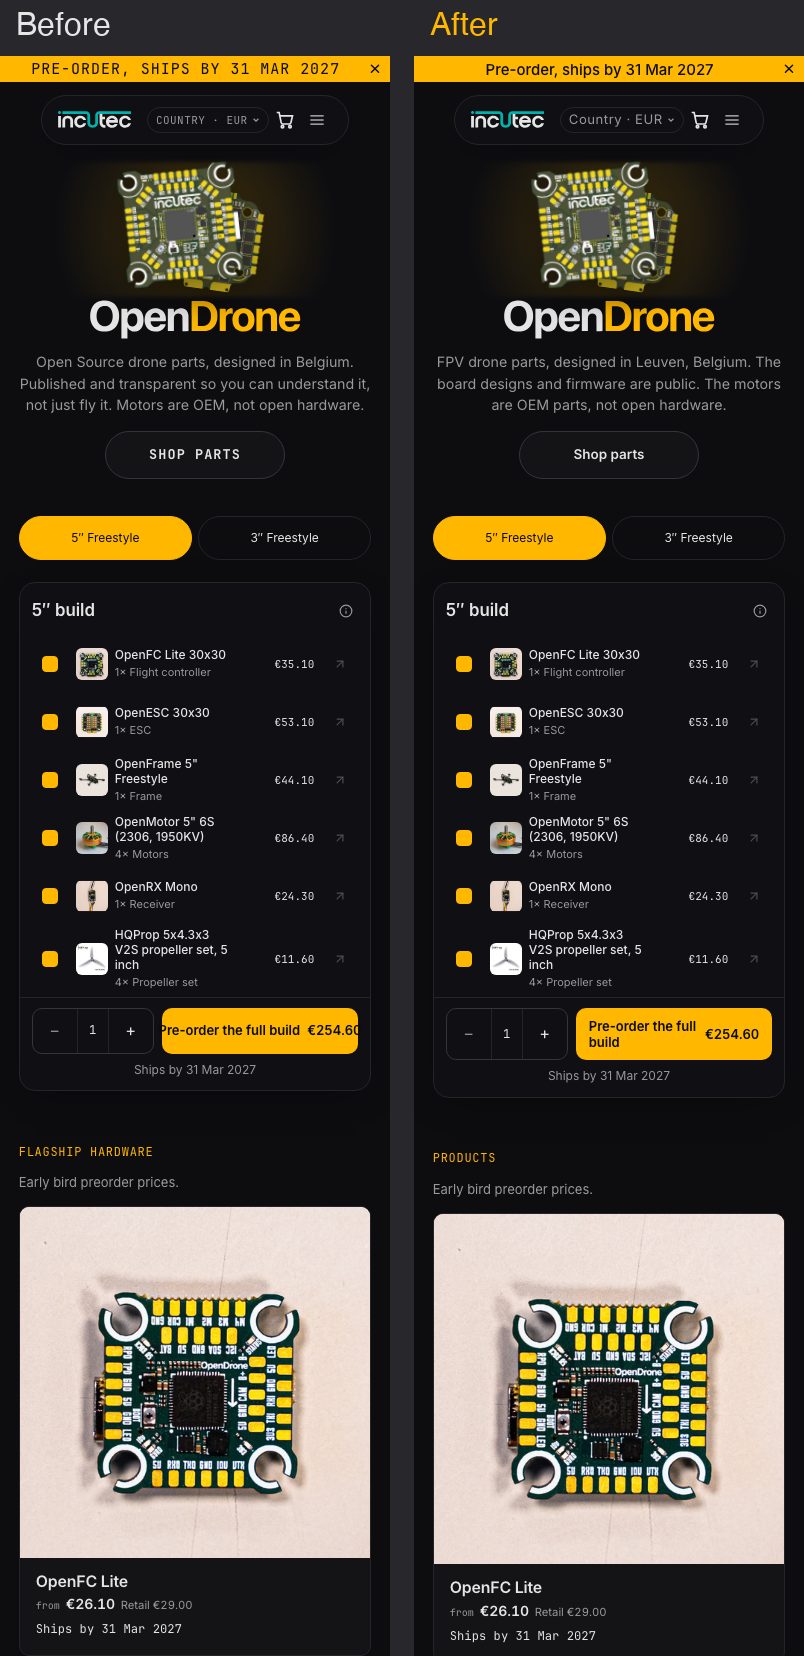 Before
PRE-ORDER, SHIPS BY 31 MAR 2027 ×
incUtec COUNTRY · EUR
incUtec
OpenDrone
Open Source drone parts, designed in Belgium.
Published and transparent so you can understand it,
not just fly it. Motors are OEM, not open hardware.
SHOP PARTS
5″ Freestyle 3″ Freestyle
5″ build
OpenFC Lite 30x30
1× Flight controller
€35.10
OpenESC 30x30
1× ESC
€53.10
OpenFrame 5"
Freestyle
1× Frame
€44.10
OpenMotor 5" 6S
(2306, 1950KV)
4× Motors
€86.40
OpenRX Mono
1× Receiver
€24.30
HQProp 5x4.3x3
V2S propeller set, 5
inch
4× Propeller set
€11.60
− 1 +
Pre-order the full build €254.60
Ships by 31 Mar 2027
FLAGSHIP HARDWARE
Early bird preorder prices.
OpenDrone
OpenFC Lite
from €26.10 Retail €29.00
Ships by 31 Mar 2027
After
Pre-order, ships by 31 Mar 2027 ×
incUtec Country · EUR
incUtec
OpenDrone
FPV drone parts, designed in Leuven, Belgium. The
board designs and firmware are public. The motors
are OEM parts, not open hardware.
Shop parts
5″ Freestyle 3″ Freestyle
5″ build
OpenFC Lite 30x30
1× Flight controller
€35.10
OpenESC 30x30
1× ESC
€53.10
OpenFrame 5"
Freestyle
1× Frame
€44.10
OpenMotor 5" 6S
(2306, 1950KV)
4× Motors
€86.40
OpenRX Mono
1× Receiver
€24.30
HQProp 5x4.3x3
V2S propeller set, 5
inch
4× Propeller set
€11.60
− 1 +
Pre-order the full
build
€254.60
Ships by 31 Mar 2027
PRODUCTS
Early bird preorder prices.
OpenDrone
OpenFC Lite
from €26.10 Retail €29.00
Ships by 31 Mar 2027